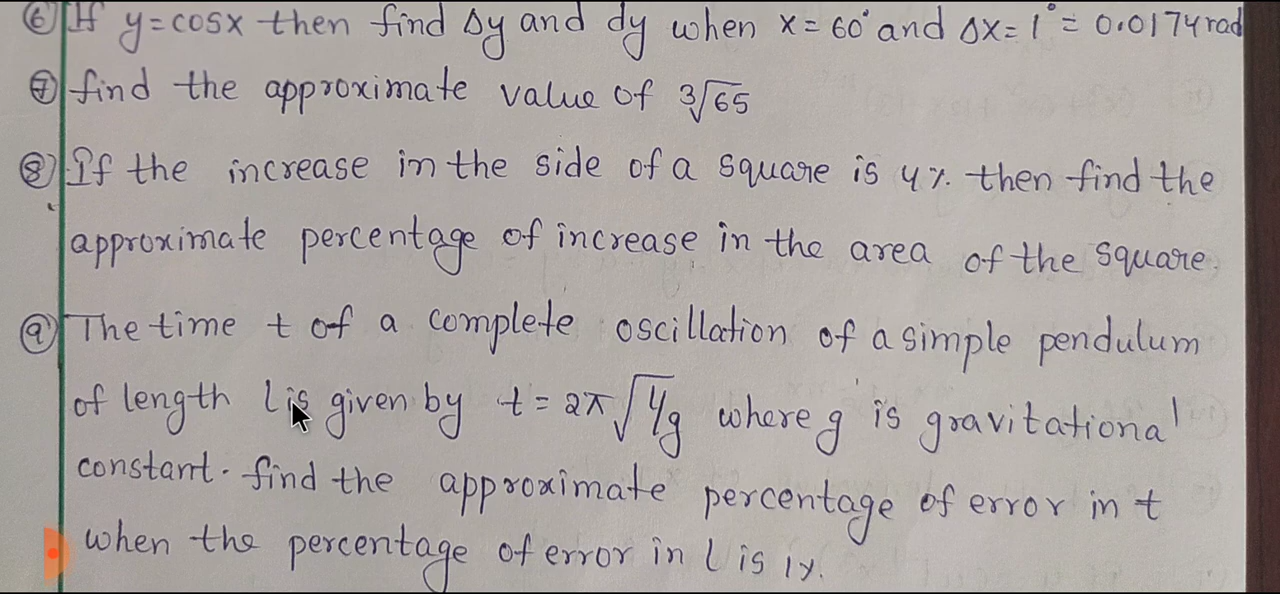 ⑥ If y=cosx then find Δy and dy when x=60° and Δx=1°=0.0174rad
⑦ find the approximate value of ∛65
⑧ If the increase in the side of a square is 4% then find the
approximate percentage of increase in the area of the square.
⑨ The time t of a complete oscillation of a simple pendulum
of length l is given by t=2π√l/g where g is gravitational
constant. find the approximate percentage of error in t
when the percentage of error in l is 1%.